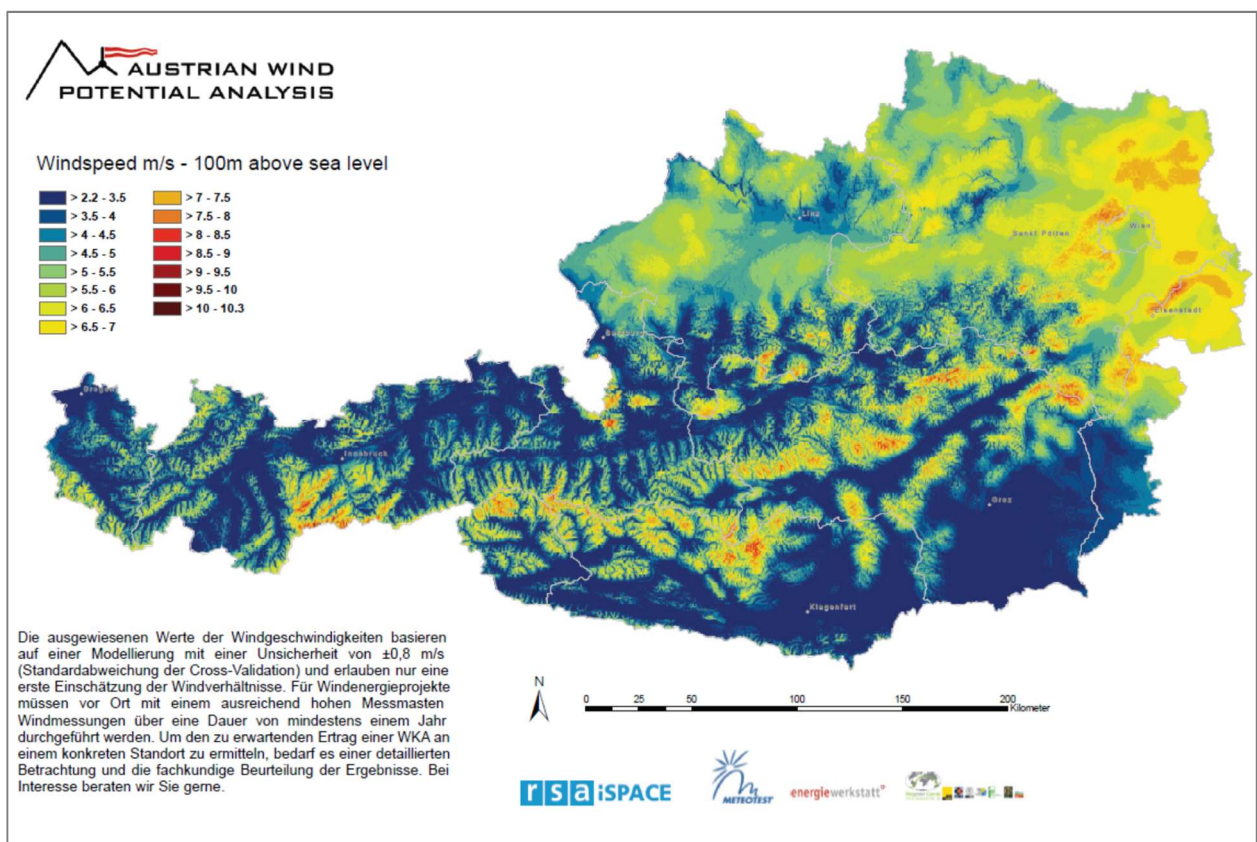 AUSTRIAN WIND
POTENTIAL ANALYSIS
Windspeed m/s - 100m above sea level
> 2.2 - 3.5
> 3.5 - 4
> 4 - 4.5
> 4.5 - 5
> 5 - 5.5
> 5.5 - 6
> 6 - 6.5
> 6.5 - 7
> 7 - 7.5
> 7.5 - 8
> 8 - 8.5
> 8.5 - 9
> 9 - 9.5
> 9.5 - 10
> 10 - 10.3
Linz
Sankt Pölten
Wien
Eisenstadt
Salzburg
Bregenz
Innsbruck
Graz
Klagenfurt
Die ausgewiesenen Werte der Windgeschwindigkeiten basieren
auf einer Modellierung mit einer Unsicherheit von ±0,8 m/s
(Standardabweichung der Cross-Validation) und erlauben nur eine
erste Einschätzung der Windverhältnisse. Für Windenergieprojekte
müssen vor Ort mit einem ausreichend hohen Messmasten
Windmessungen über eine Dauer von mindestens einem Jahr
durchgeführt werden. Um den zu erwartenden Ertrag einer WKA an
einem konkreten Standort zu ermitteln, bedarf es einer detaillierten
Betrachtung und die fachkundige Beurteilung der Ergebnisse. Bei
Interesse beraten wir Sie gerne.
N
0 25 50 100 150 200
Kilometer
rsa iSPACE
METEOTEST
energiewerkstatt°